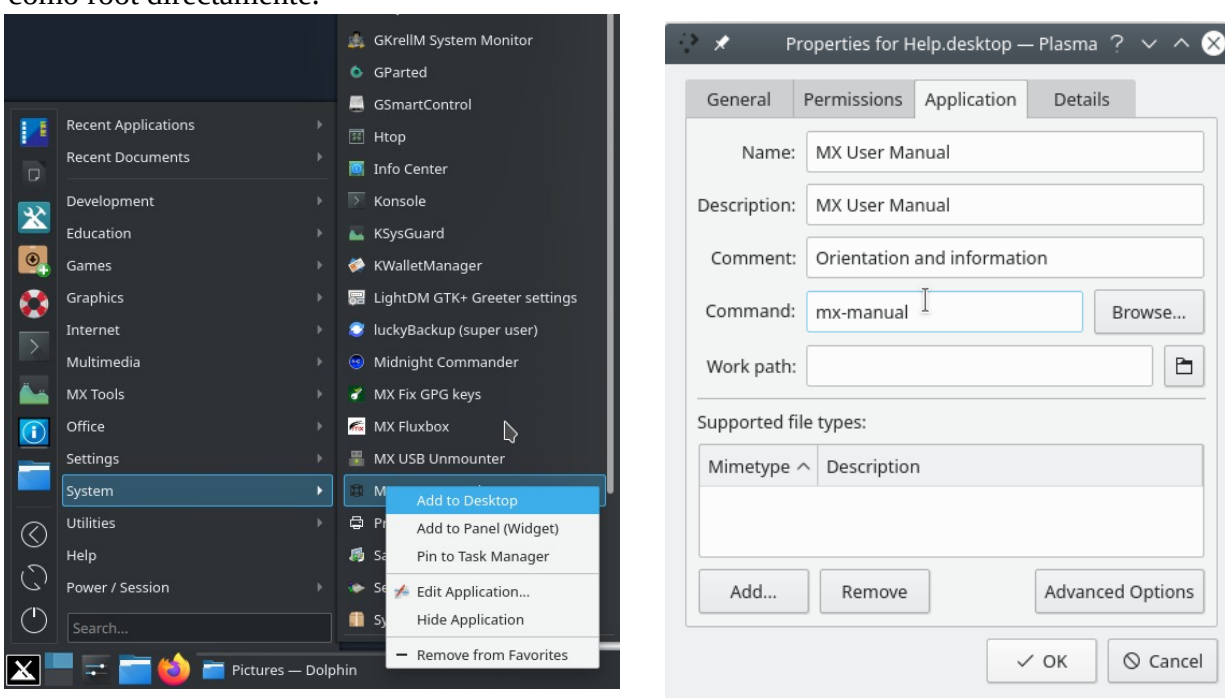 como root directamente.
GKrellM System Monitor
GParted
GSmartControl
Htop
Info Center
Konsole
KSysGuard
KWalletManager
LightDM GTK+ Greeter settings
luckyBackup (super user)
Midnight Commander
MX Fix GPG keys
MX Fluxbox
MX USB Unmounter
Recent Applications
Recent Documents
Development
Education
Games
Graphics
Internet
Multimedia
MX Tools
Office
Settings
System
Utilities
Help
Power / Session
Search...
Add to Desktop
Add to Panel (Widget)
Pin to Task Manager
Edit Application...
Hide Application
Remove from Favorites
Pictures — Dolphin
Properties for Help.desktop — Plasma
General Permissions Application Details
Name: MX User Manual
Description: MX User Manual
Comment: Orientation and information
Command: mx-manual Browse...
Work path:
Supported file types:
Mimetype Description
Add... Remove Advanced Options
OK Cancel